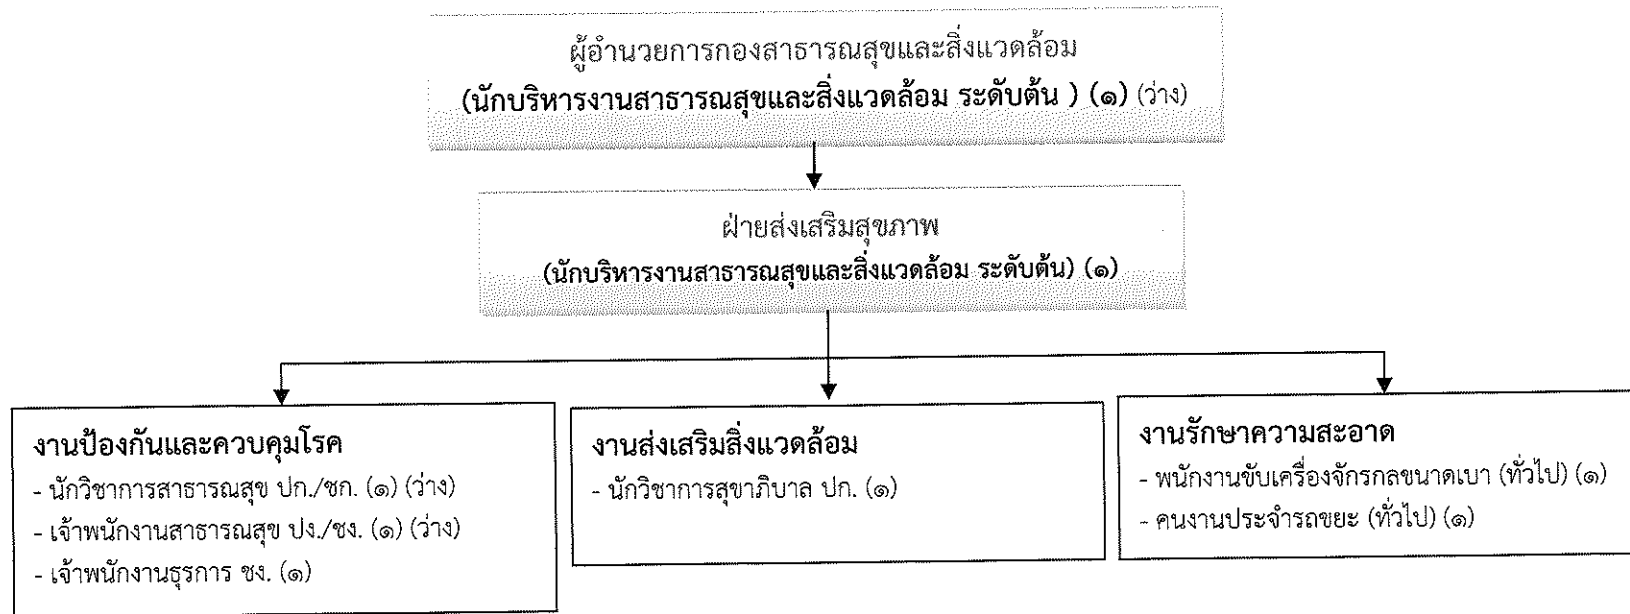 ผู้อำนวยการกองสาธารณสุขและสิ่งแวดล้อม
(นักบริหารงานสาธารณสุขและสิ่งแวดล้อม ระดับต้น ) (๑) (ว่าง)
ฝ่ายส่งเสริมสุขภาพ
(นักบริหารงานสาธารณสุขและสิ่งแวดล้อม ระดับต้น) (๑)
งานป้องกันและควบคุมโรค
- นักวิชาการสาธารณสุข ปก./ชก. (๑) (ว่าง)
- เจ้าพนักงานสาธารณสุข ปง./ชง. (๑) (ว่าง)
- เจ้าพนักงานธุรการ ชง. (๑)
งานส่งเสริมสิ่งแวดล้อม
- นักวิชาการสุขาภิบาล ปก. (๑)
งานรักษาความสะอาด
- พนักงานขับเครื่องจักรกลขนาดเบา (ทั่วไป) (๑)
- คนงานประจำรถขยะ (ทั่วไป) (๑)